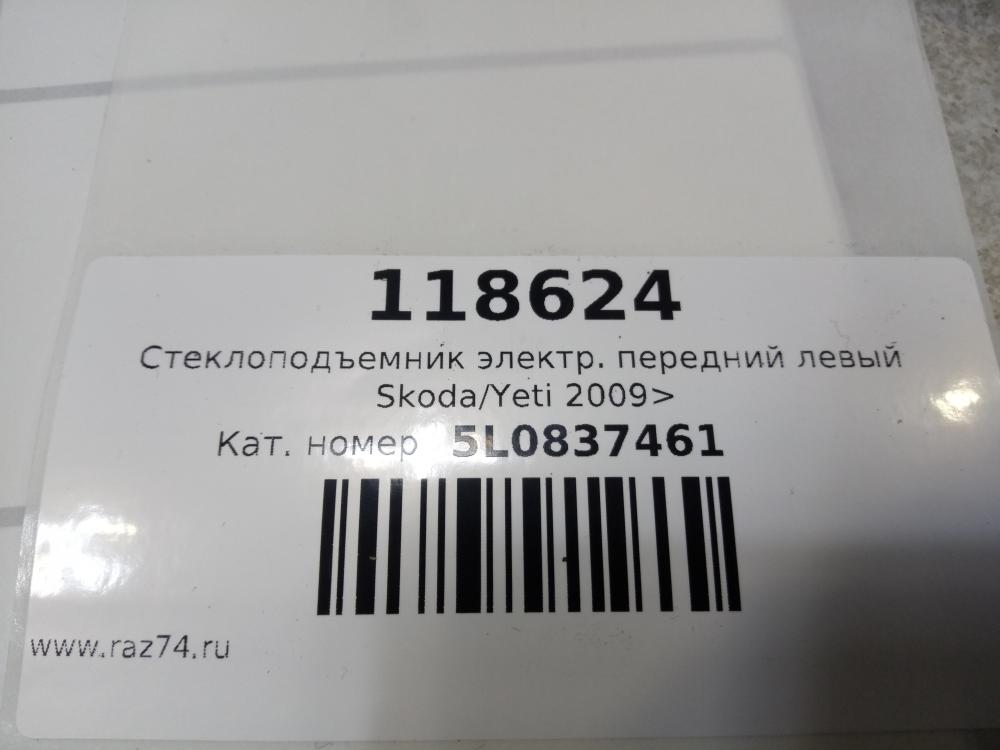 118624
Стеклоподъемник электр. передний левый
Skoda/Yeti 2009>
Кат. номер 5L0837461
www.raz74.ru